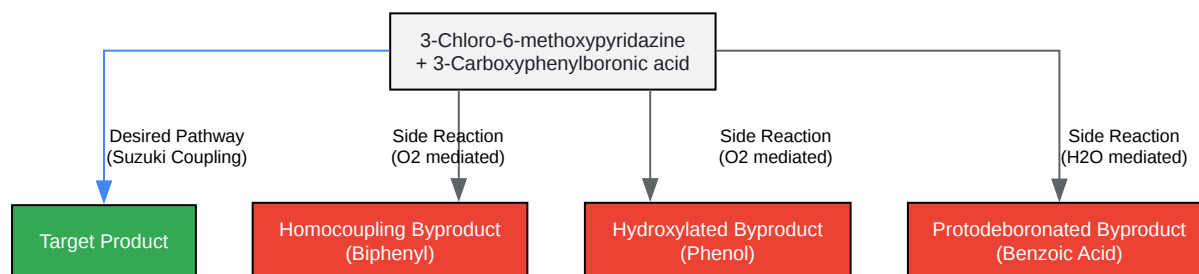 3-Chloro-6-methoxypyridazine
+ 3-Carboxyphenylboronic acid
Desired Pathway
(Suzuki Coupling)
Side Reaction
(O2 mediated)
Side Reaction
(O2 mediated)
Side Reaction
(H2O mediated)
Target Product
Homocoupling Byproduct
(Biphenyl)
Hydroxylated Byproduct
(Phenol)
Protodeboronated Byproduct
(Benzoic Acid)